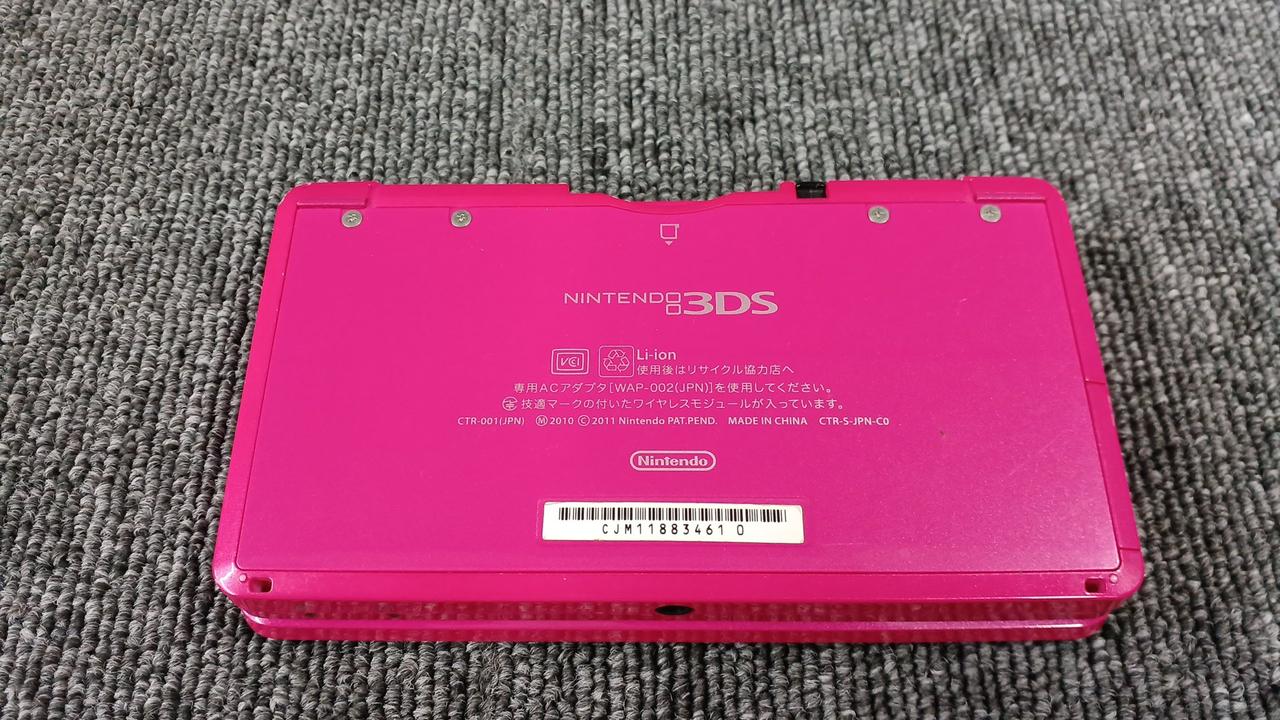 NINTENDO 3DS
VCCI
Li-ion
使用後はリサイクル協力店へ
専用ACアダプタ[WAP-002(JPN)]を使用してください。
技適マークの付いたワイヤレスモジュールが入っています。
CTR-001(JPN) Ⓜ2010 ©2011 Nintendo PAT.PEND. MADE IN CHINA CTR-S-JPN-C0
Nintendo
CJM11883461 0